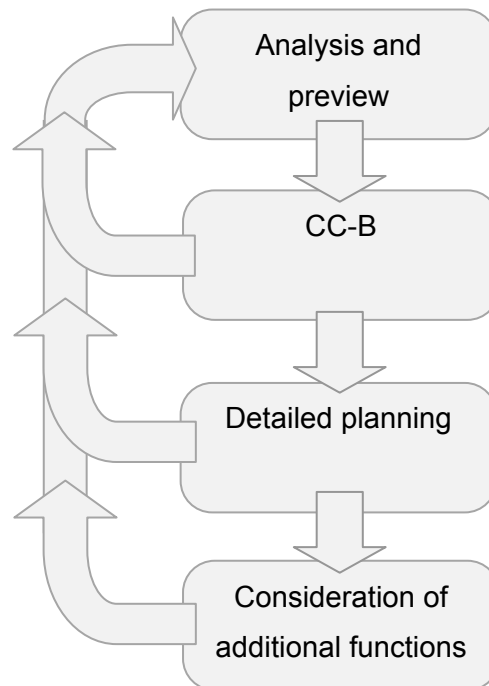 Analysis and
preview
CC-B
Detailed planning
Consideration of
additional functions